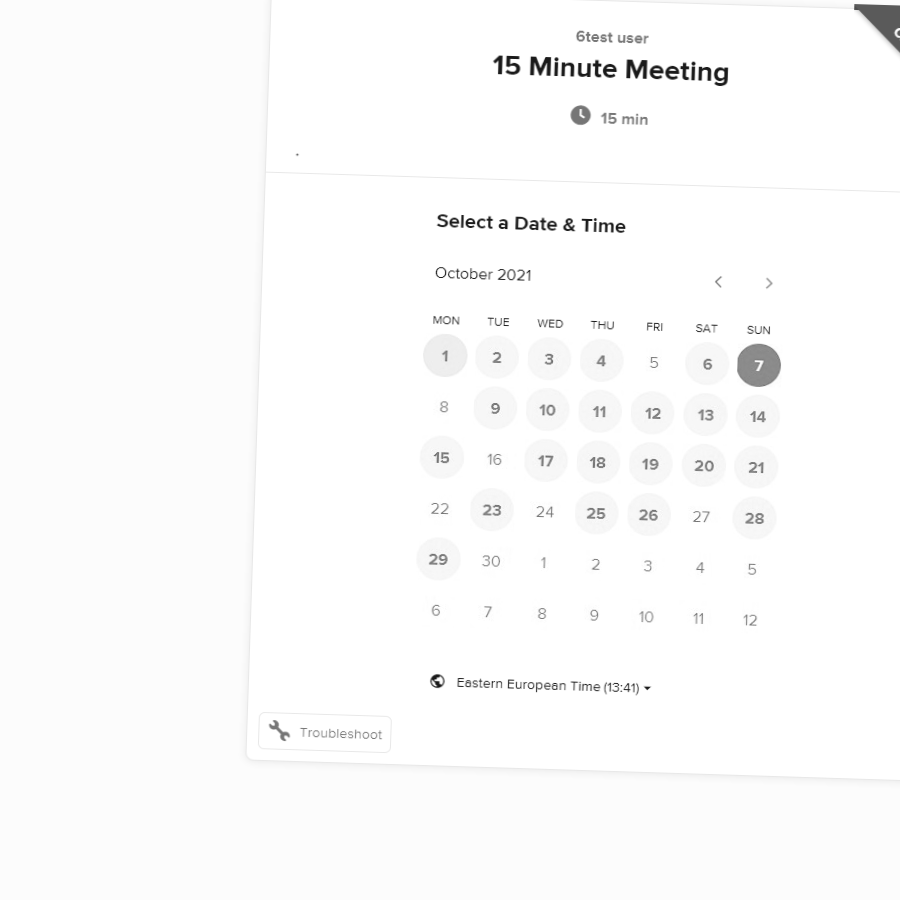 6test user
15 Minute Meeting
15 min
.
Select a Date & Time
October 2021
MON TUE WED THU FRI SAT SUN
1 2 3 4 5 6 7
8 9 10 11 12 13 14
15 16 17 18 19 20 21
22 23 24 25 26 27 28
29 30 1 2 3 4 5
6 7 8 9 10 11 12
Eastern European Time (13:41)
Troubleshoot